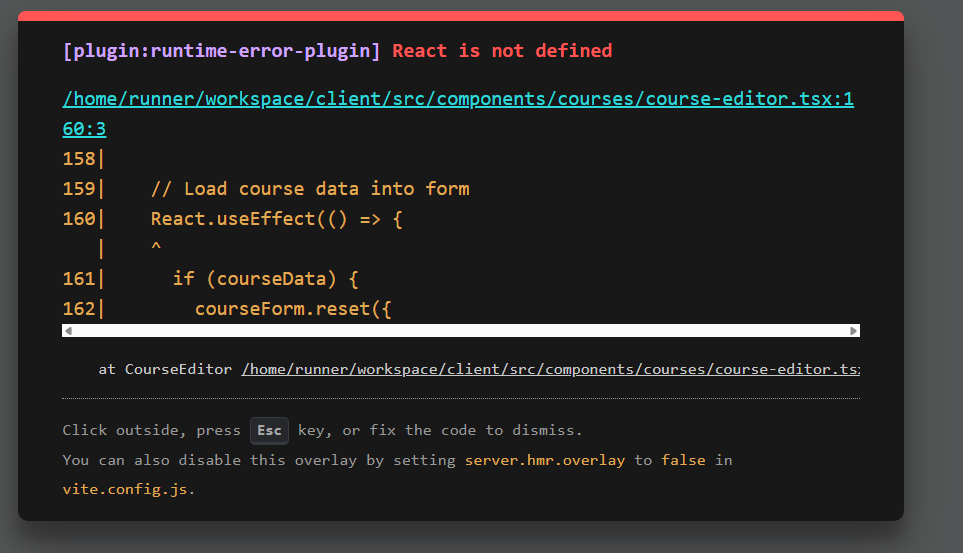 [plugin:runtime-error-plugin] React is not defined
/home/runner/workspace/client/src/components/courses/course-editor.tsx:1
60:3
158|
159|    // Load course data into form
160|    React.useEffect(() => {
   |    ^
161|      if (courseData) {
162|        courseForm.reset({
at CourseEditor /home/runner/workspace/client/src/components/courses/course-editor.ts
Click outside, press Esc key, or fix the code to dismiss.
You can also disable this overlay by setting server.hmr.overlay to false in
vite.config.js.